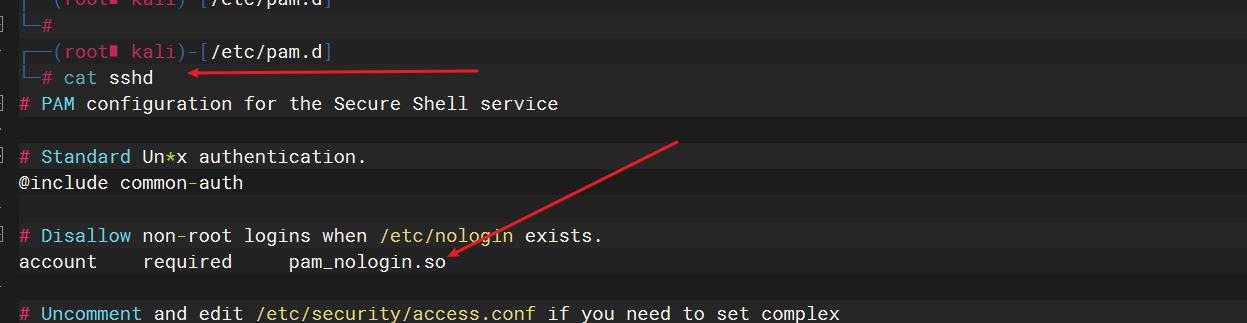 (root kali)-[/etc/pam.d]
└─#
┌──(root kali)-[/etc/pam.d]
└─# cat sshd
# PAM configuration for the Secure Shell service
# Standard Un*x authentication.
@include common-auth
# Disallow non-root logins when /etc/nologin exists.
account    required     pam_nologin.so
# Uncomment and edit /etc/security/access.conf if you need to set complex